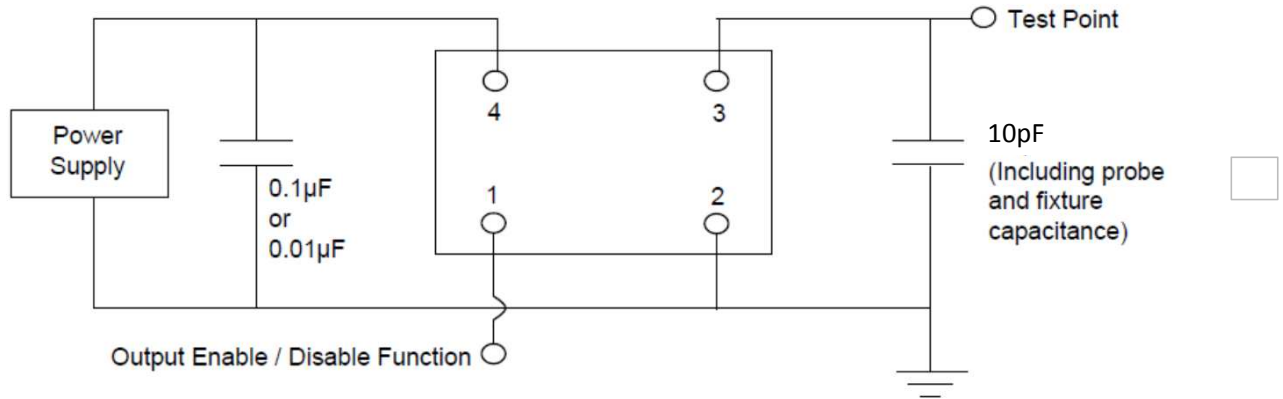 Test Point
Power
Supply
4
3
10pF
(Including probe
and fixture
capacitance)
0.1µF
or
0.01µF
1
2
Output Enable / Disable Function